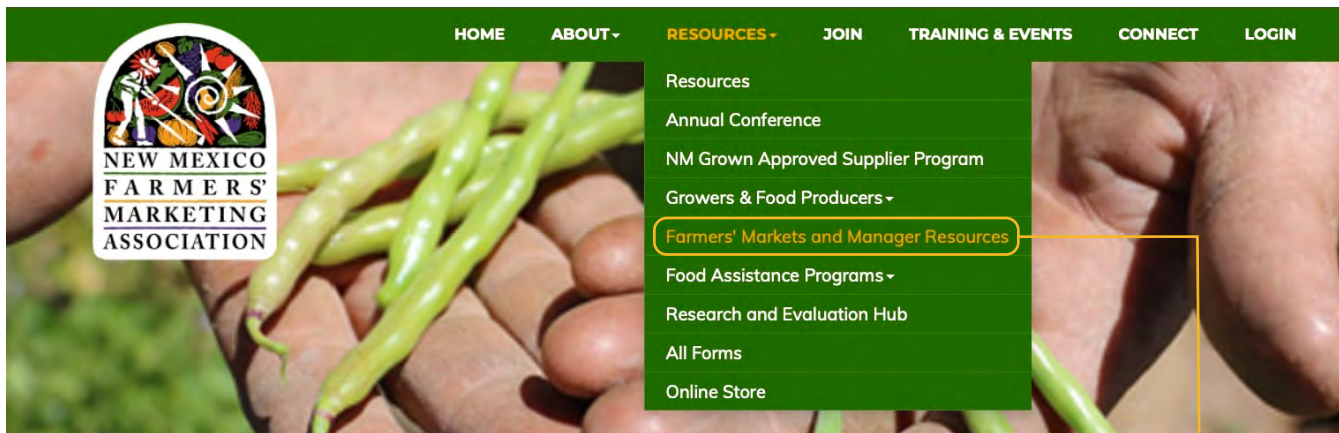 HOME ABOUT RESOURCES JOIN TRAINING & EVENTS CONNECT LOGIN
NEW MEXICO
FARMERS'
MARKETING
ASSOCIATION
Resources
Annual Conference
NM Grown Approved Supplier Program
Growers & Food Producers
Farmers' Markets and Manager Resources
Food Assistance Programs
Research and Evaluation Hub
All Forms
Online Store